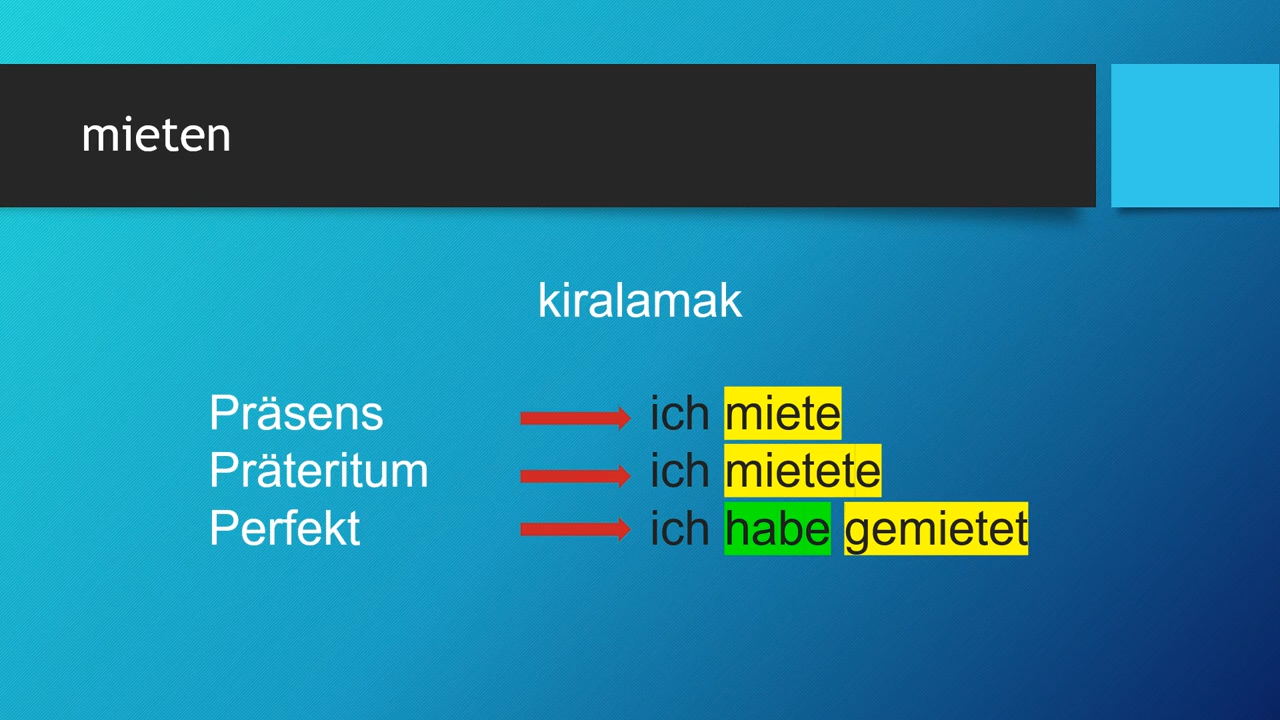 mieten
kiralamak
Präsens ich miete
Präteritum ich mietete
Perfekt ich habe gemietet